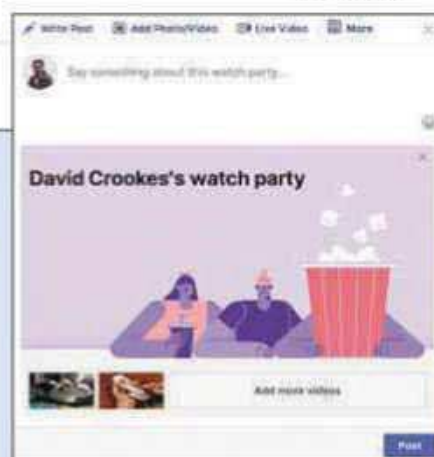 Write Post Add Photo/Video Live Video More
Say something about this watch party...
David Crookes's watch party
Add more videos
Post